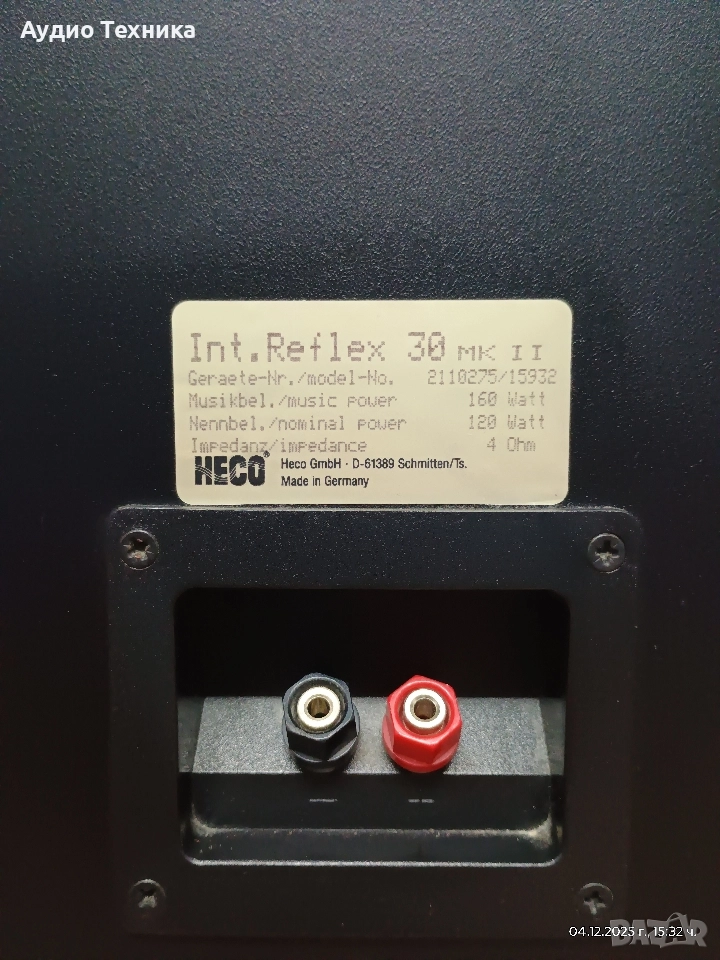 Аудио Техника
Int.Reflex 30 MK II
Geraete-Nr./model-No. 2110275/15932
Musikbel./music power 160 Watt
Nennbel./nominal power 120 Watt
Impedanz/impedance 4 Ohm
HECO® Heco GmbH · D-61389 Schmitten/Ts.
Made in Germany
04.12.2025 г., 15:32 ч.
BAZAR